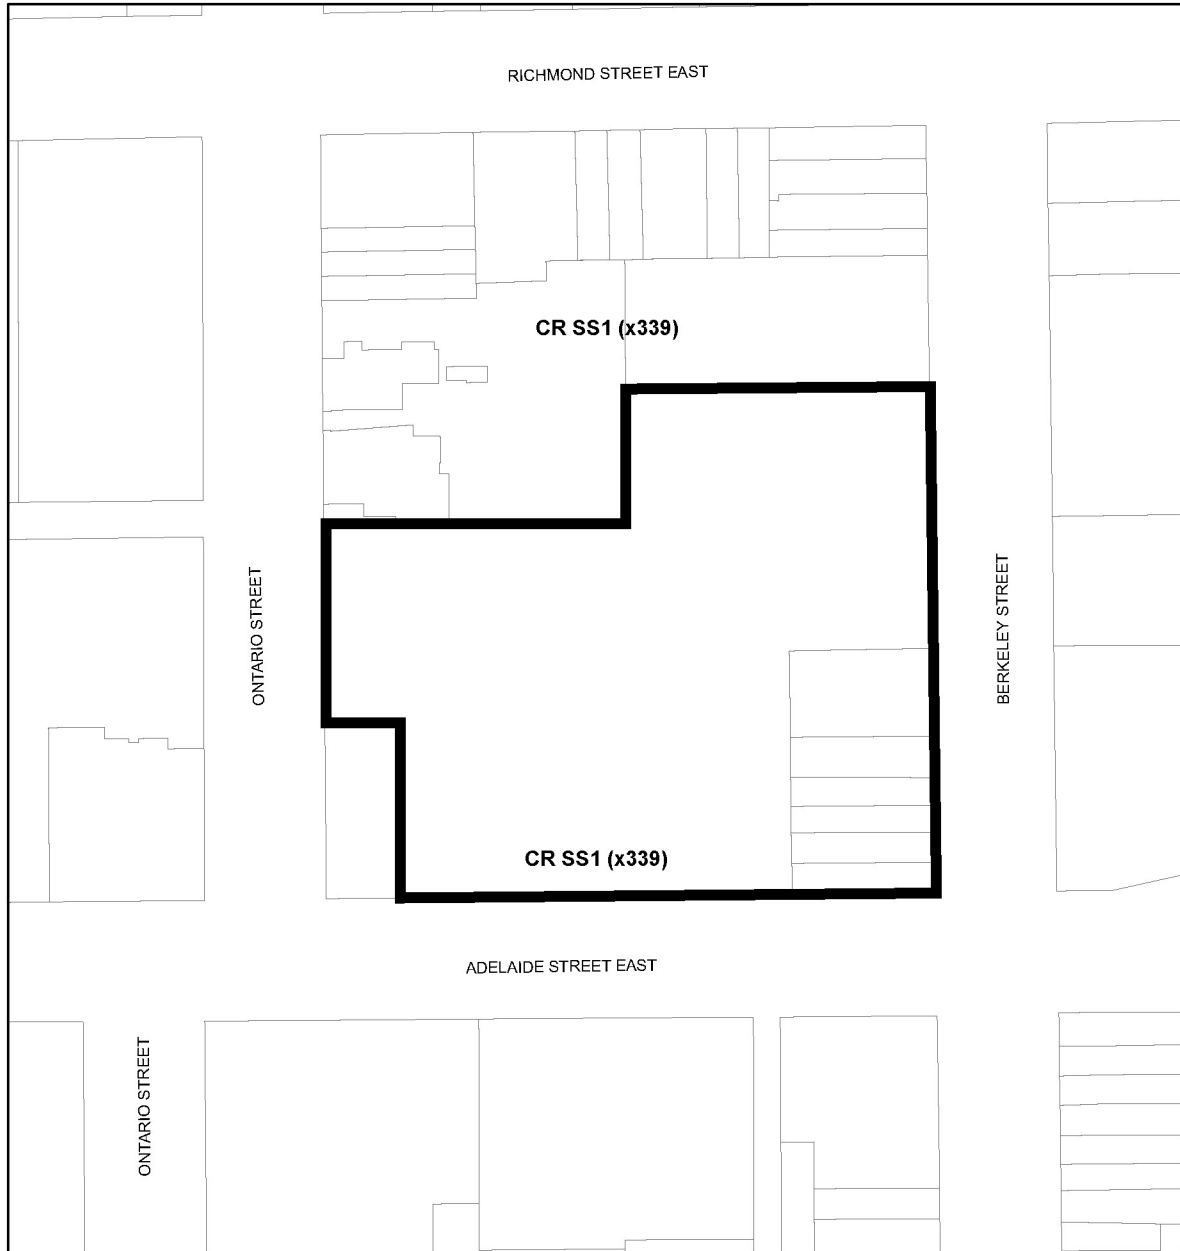 RICHMOND STREET EAST
CR SS1 (x339)
ONTARIO STREET
BERKELEY STREET
CR SS1 (x339)
ADELAIDE STREET EAST
ONTARIO STREET